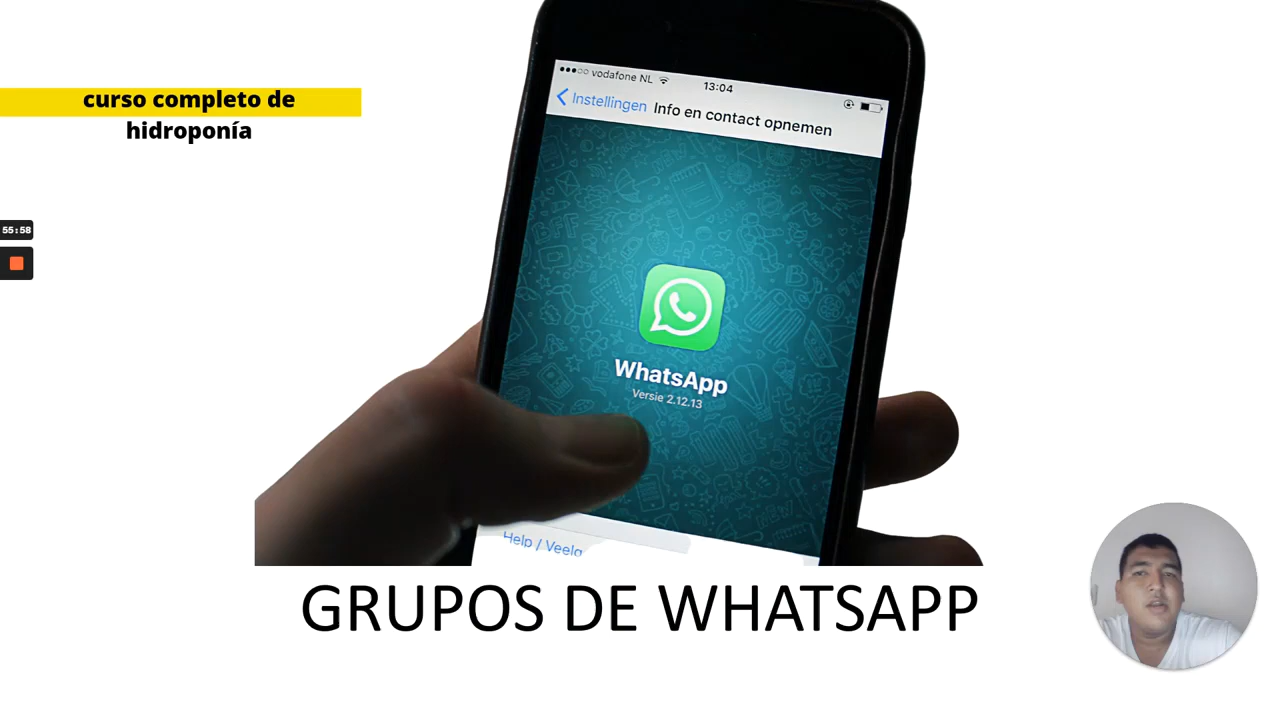 vodafone NL
13:04
Instellingen Info en contact opnemen
curso completo de
hidroponía
55:58
WhatsApp
Versie 2.12.13
Help / Veelg
GRUPOS DE WHATSAPP